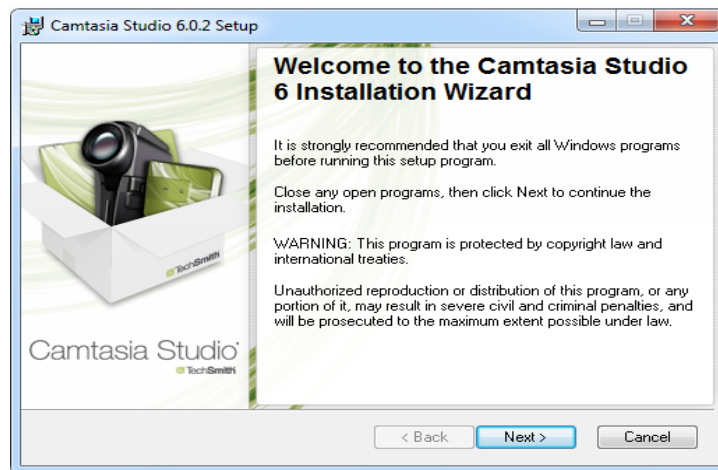 Camtasia Studio 6.0.2 Setup
Welcome to the Camtasia Studio
6 Installation Wizard
It is strongly recommended that you exit all Windows programs
before running this setup program.
Close any open programs, then click Next to continue the
installation.
WARNING: This program is protected by copyright law and
international treaties.
Unauthorized reproduction or distribution of this program, or any
portion of it, may result in severe civil and criminal penalties, and
will be prosecuted to the maximum extent possible under law.
TechSmith
Camtasia Studio
TechSmith
< Back
Next >
Cancel